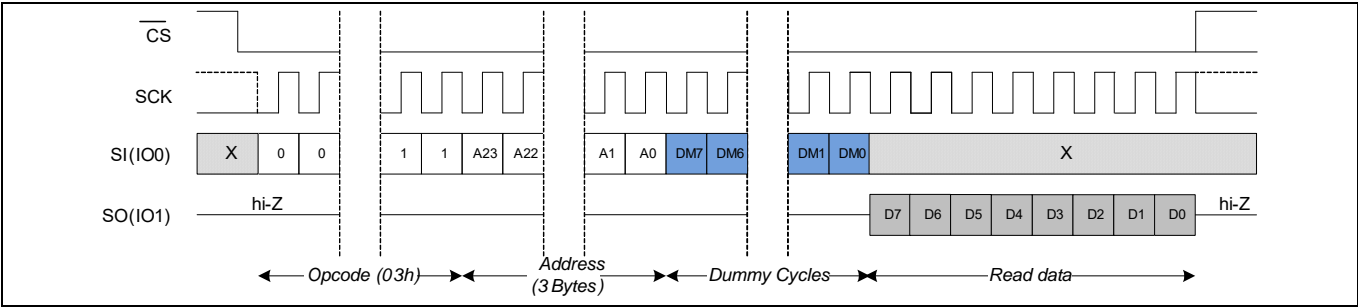 CS
SCK
SI(IO0) X 0 0 1 1 A23 A22 A1 A0 DM7 DM6 DM1 DM0 X
SO(IO1) hi-Z D7 D6 D5 D4 D3 D2 D1 D0 hi-Z
Opcode (03h) Address Dummy Cycles Read data
(3 Bytes)